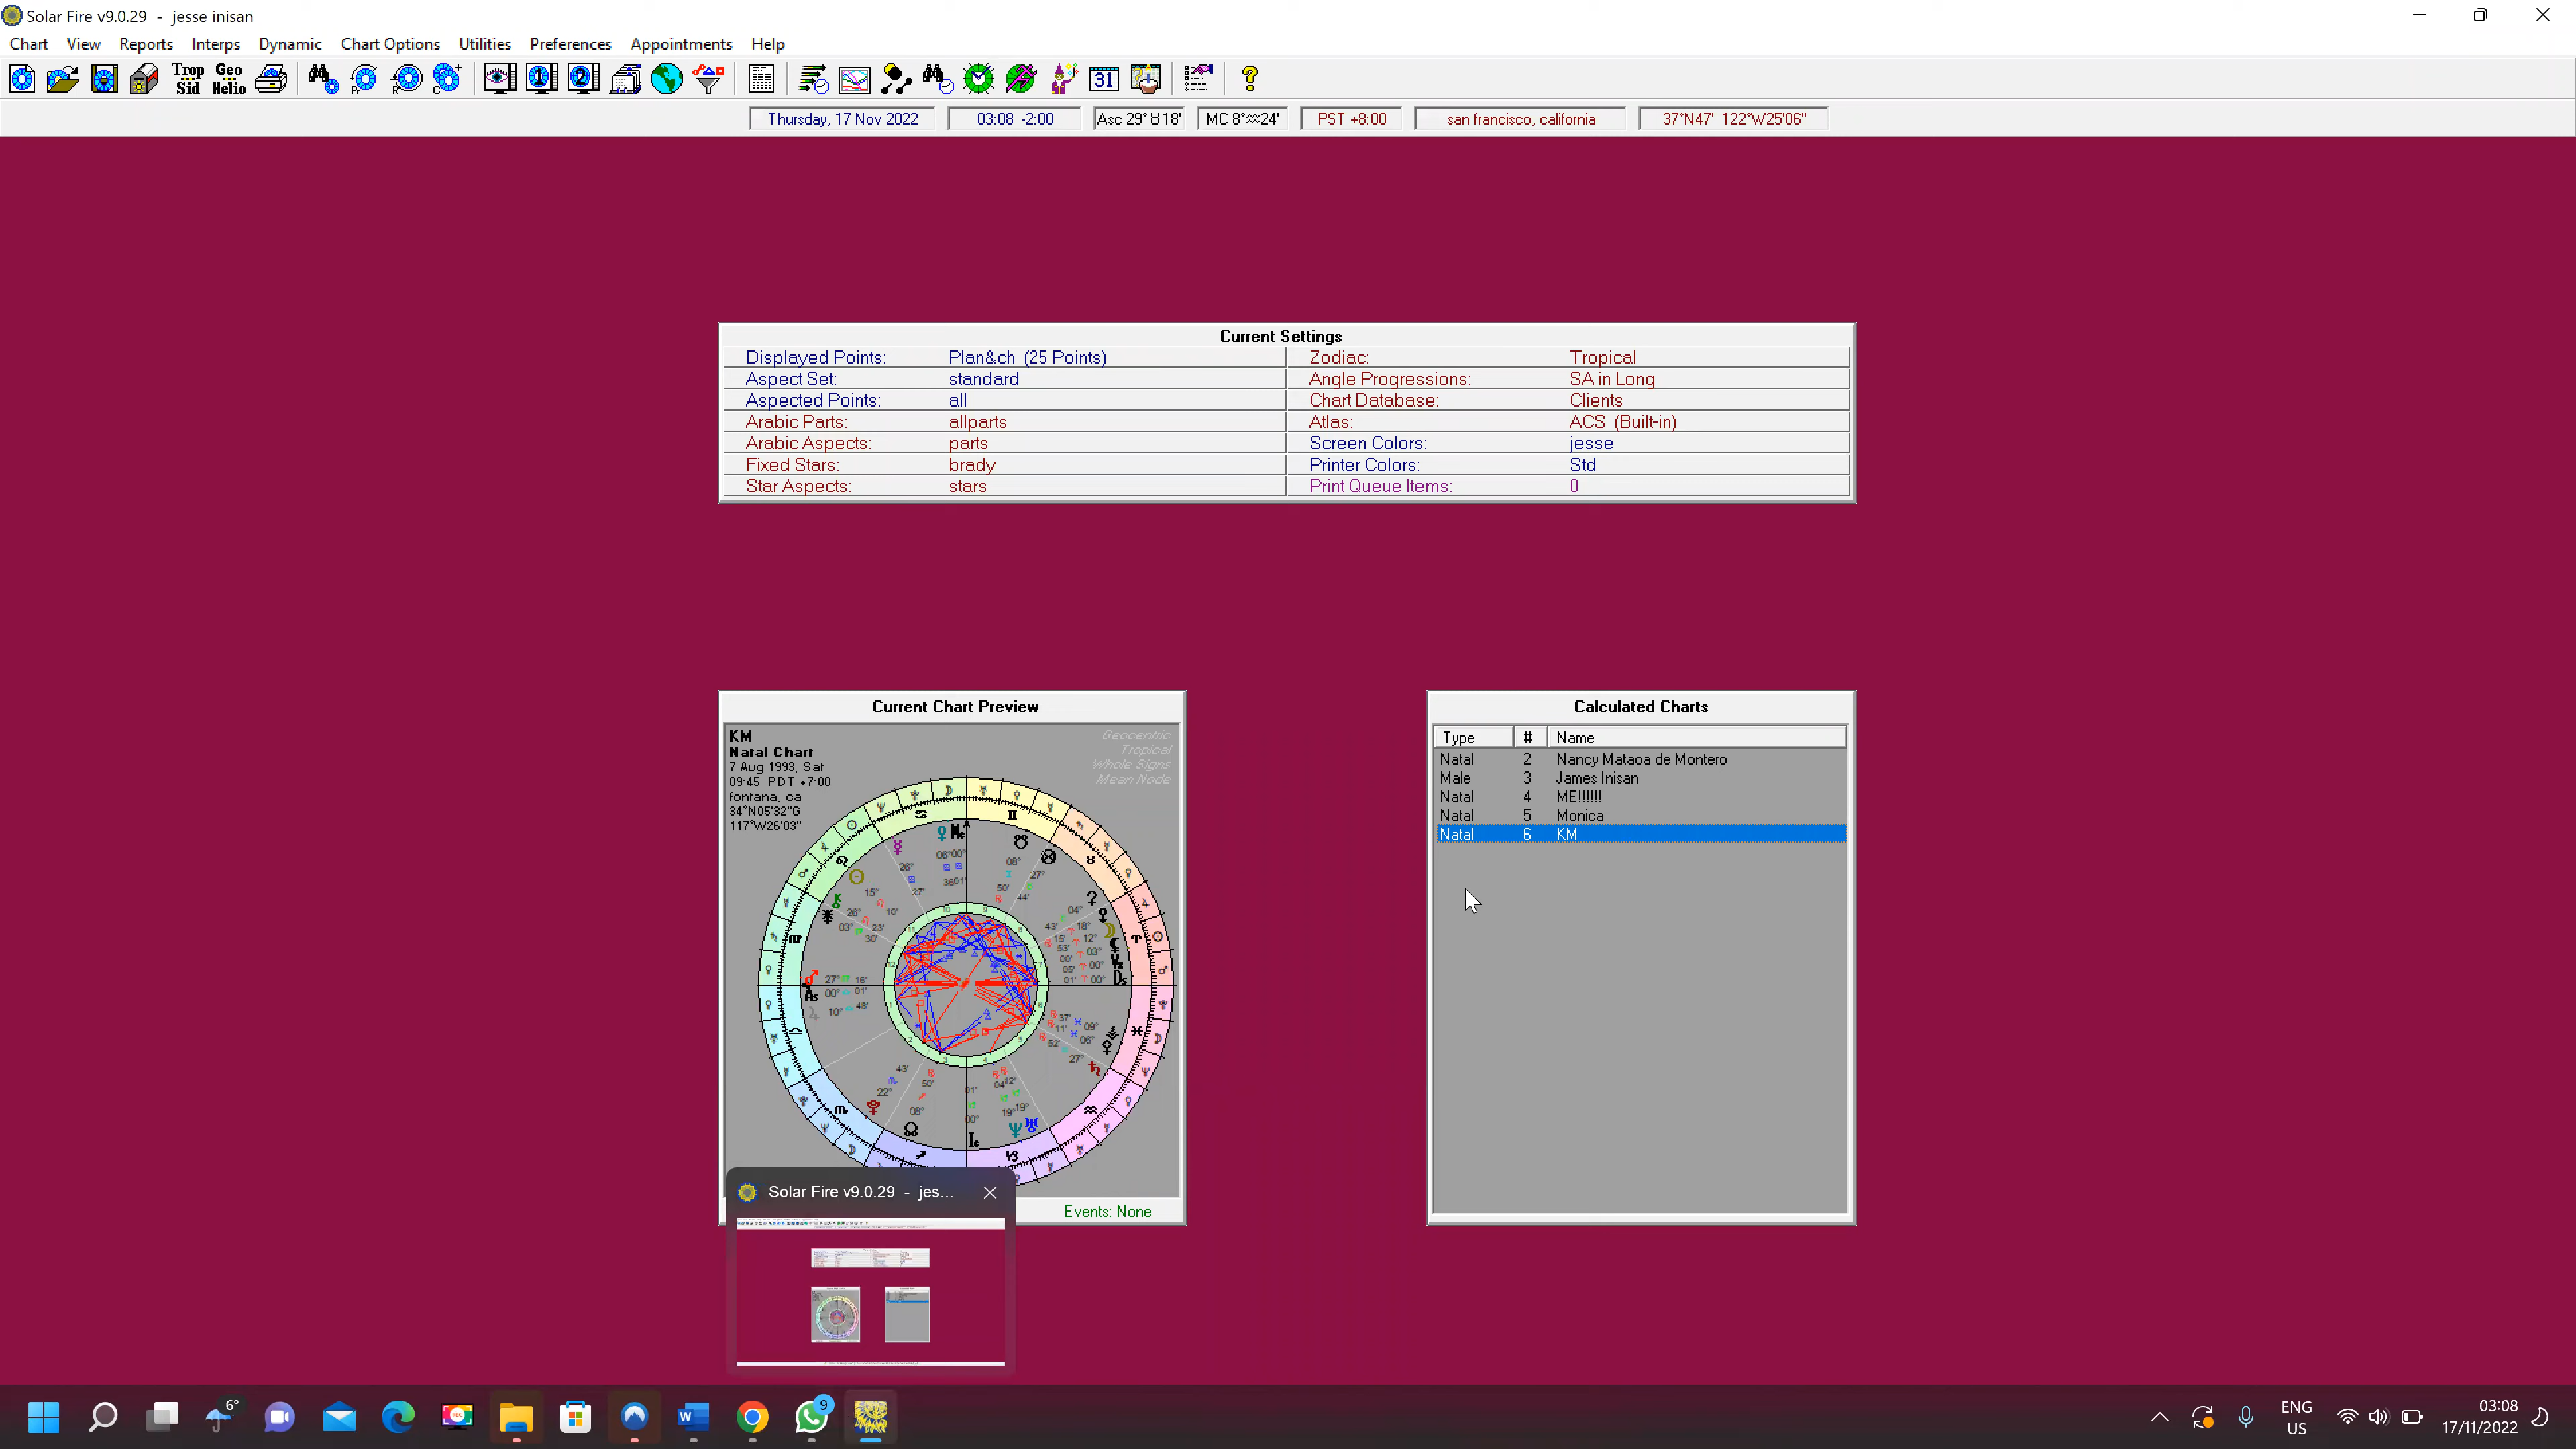 Solar Fire v9.0.29 - jesse inisan
Chart View Reports Interps Dynamic Chart Options Utilities Preferences Appointments Help
Trop Sid Geo Helio 31
Thursday, 17 Nov 2022 03:08 -2:00 Asc 29°♉18' MC 8°♒24' PST +8:00 san francisco, california 37°N47' 122°W25'06"
Current Settings
Displayed Points: Plan&ch (25 Points) Zodiac: Tropical
Aspect Set: standard Angle Progressions: SA in Long
Aspected Points: all Chart Database: Clients
Arabic Parts: allparts Atlas: ACS (Built-in)
Arabic Aspects: parts Screen Colors: jesse
Fixed Stars: brady Printer Colors: Std
Star Aspects: stars Print Queue Items: 0
Current Chart Preview
KM
Natal Chart
7 Aug 1993, Sat
09:45 PDT +7:00
fontana, ca
34°N05'32"G
117°W26'03"
Geocentric
Tropical
Whole Signs
Mean Node
Mc
As
Ds
Ic
Events: None
Calculated Charts
Type # Name
Natal 2 Nancy Mataoa de Montero
Male 3 James Inisan
Natal 4 ME!!!!!!
Natal 5 Monica
Natal 6 KM
Solar Fire v9.0.29 - jes...
6°
REC
9
ENG
US
03:08
17/11/2022